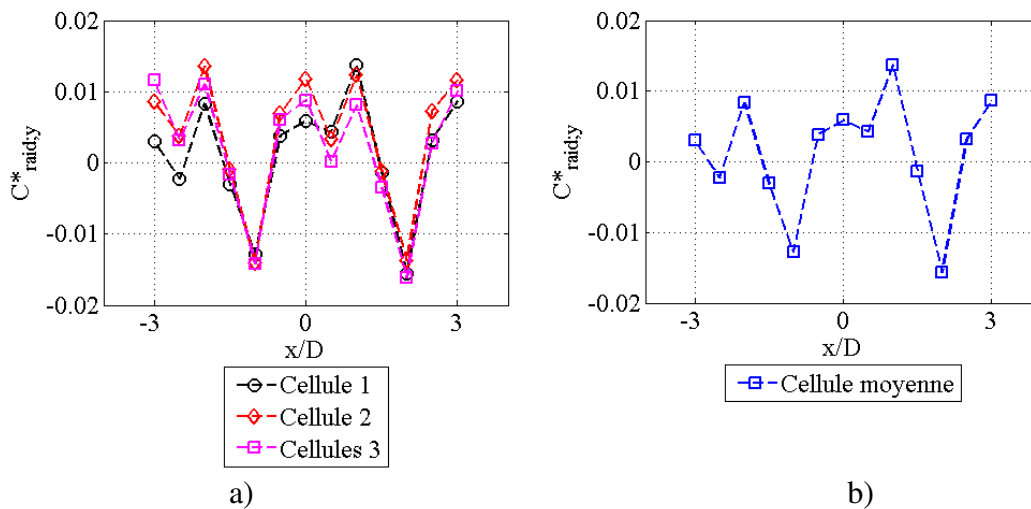 0.02
0.01
0
-0.01
-0.02
C*raid;y
-3
0
3
x/D
Cellule 1
Cellule 2
Cellules 3
a)
0.02
0.01
0
-0.01
-0.02
C*raid;y
-3
0
3
x/D
Cellule moyenne
b)